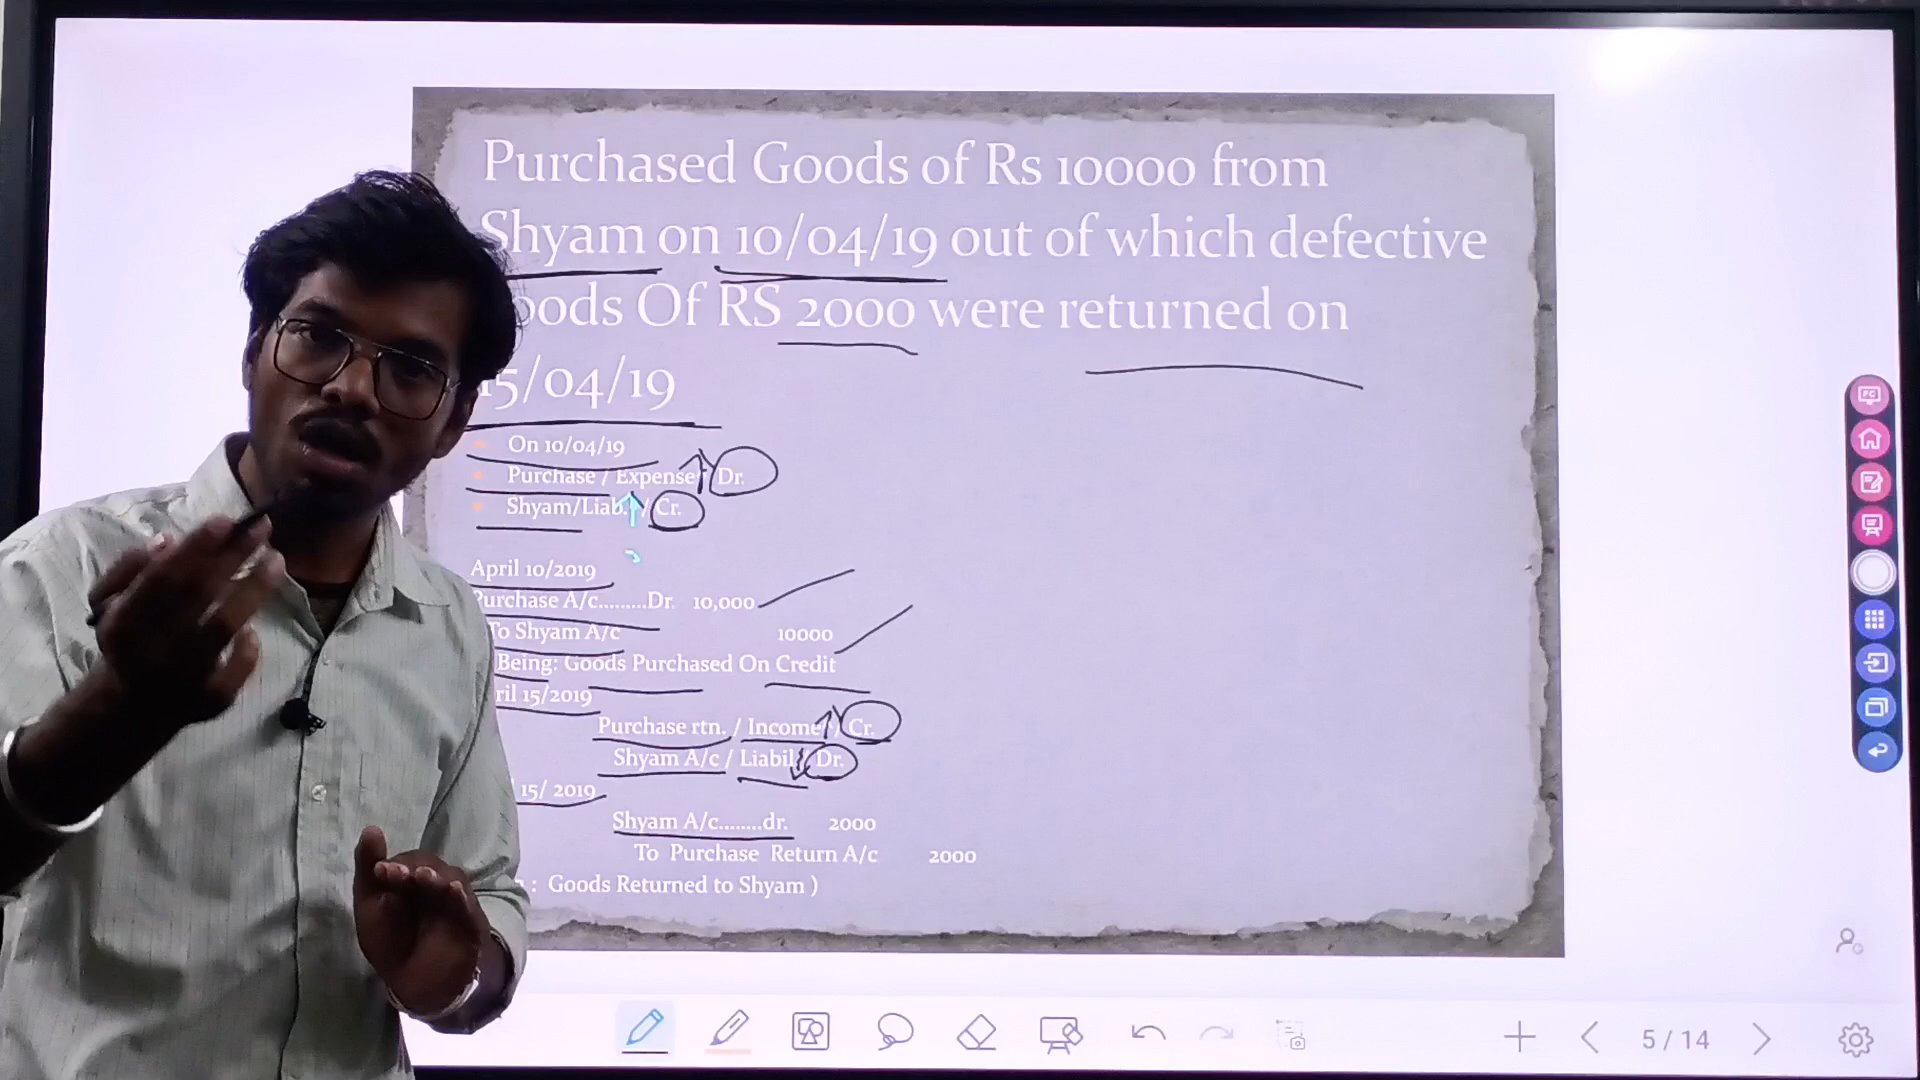 Purchased Goods of Rs 10000 from
Shyam on 10/04/19 out of which defective
oods Of RS 2000 were returned on
15/04/19
On 10/04/19
Purchase / Expense / Dr.
Shyam/Liab. / Cr.
April 10/2019
Purchase A/c.........Dr. 10,000
To Shyam A/c 10000
Being: Goods Purchased On Credit
ril 15/2019
Purchase rtn. / Income / Cr.
Shyam A/c / Liabil Dr.
15/ 2019
Shyam A/c........dr. 2000
To Purchase Return A/c 2000
: Goods Returned to Shyam )
5 / 14